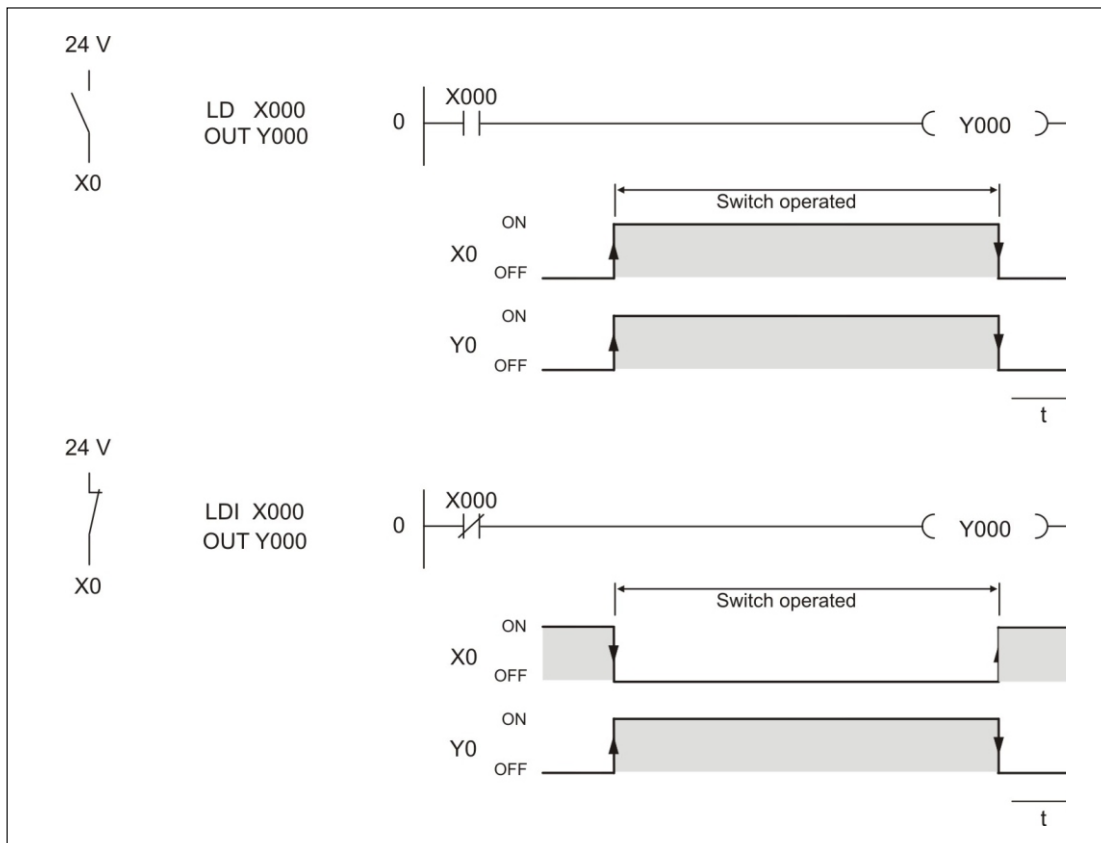 24 V
X0
LD X000
OUT Y000
0
X000
Y000
Switch operated
X0
ON
OFF
Y0
ON
OFF
t
24 V
X0
LDI X000
OUT Y000
0
X000
Y000
Switch operated
X0
ON
OFF
Y0
ON
OFF
t